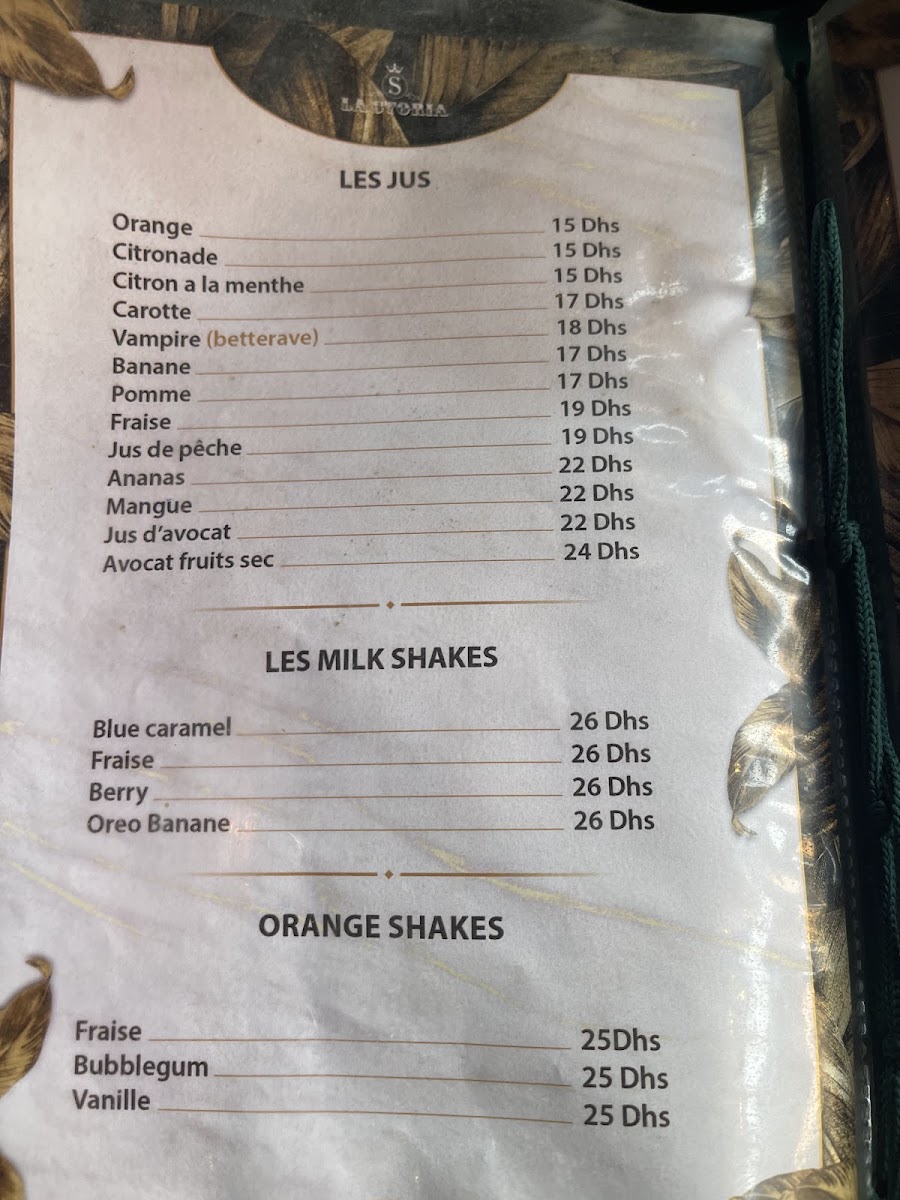 S
LA STORIA
LES JUS
Orange 15 Dhs
Citronade 15 Dhs
Citron a la menthe 15 Dhs
Carotte 17 Dhs
Vampire (betterave) 18 Dhs
Banane 17 Dhs
Pomme 17 Dhs
Fraise 19 Dhs
Jus de pêche 19 Dhs
Ananas 22 Dhs
Mangue 22 Dhs
Jus d’avocat 22 Dhs
Avocat fruits sec 24 Dhs
LES MILK SHAKES
Blue caramel 26 Dhs
Fraise 26 Dhs
Berry 26 Dhs
Oreo Banane 26 Dhs
ORANGE SHAKES
Fraise 25Dhs
Bubblegum 25 Dhs
Vanille 25 Dhs